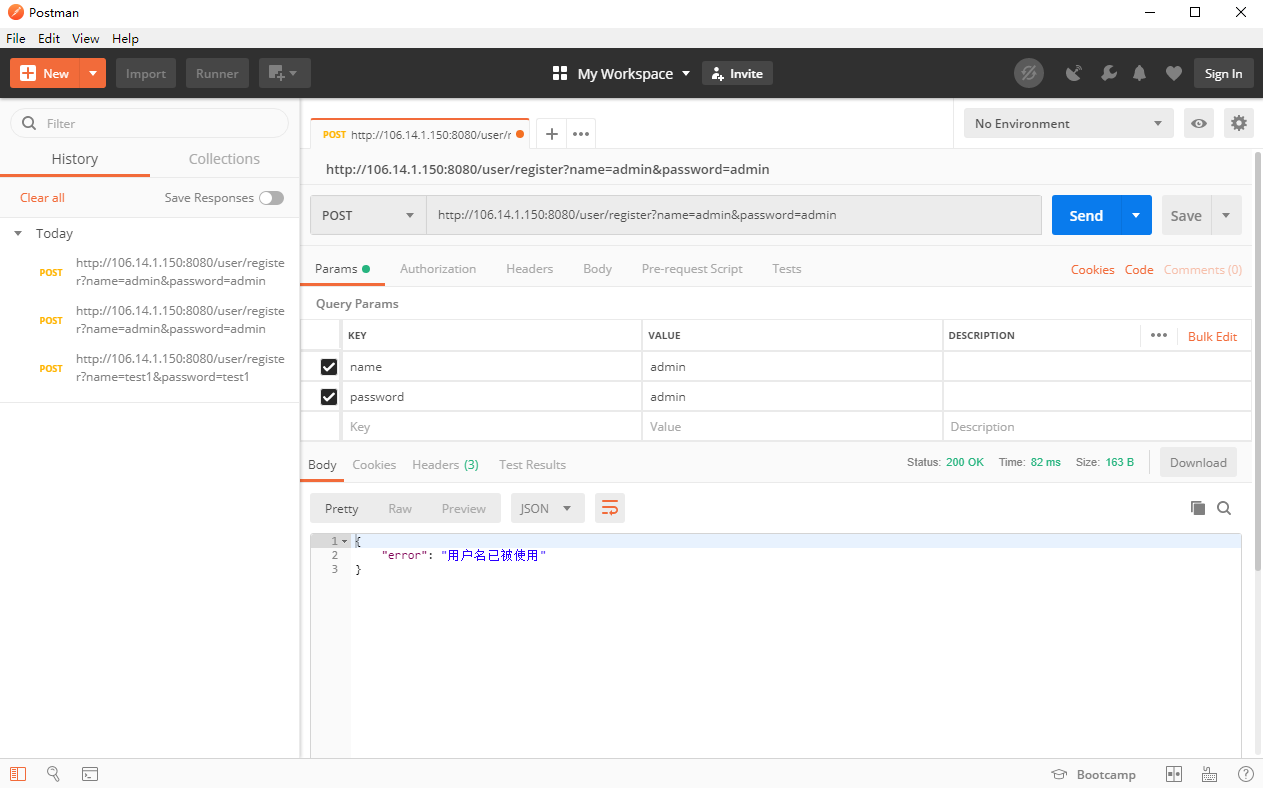 Postman
File Edit View Help
New Import Runner My Workspace Invite Sign In
Filter
History Collections
Clear all Save Responses
Today
POST http://106.14.1.150:8080/user/register?name=admin&password=admin
POST http://106.14.1.150:8080/user/register?name=admin&password=admin
POST http://106.14.1.150:8080/user/register?name=test1&password=test1
POST http://106.14.1.150:8080/user/r
No Environment
http://106.14.1.150:8080/user/register?name=admin&password=admin
POST http://106.14.1.150:8080/user/register?name=admin&password=admin Send Save
Params Authorization Headers Body Pre-request Script Tests Cookies Code Comments (0)
Query Params
KEY VALUE DESCRIPTION Bulk Edit
name admin
password admin
Key Value Description
Body Cookies Headers (3) Test Results Status: 200 OK Time: 82 ms Size: 163 B Download
Pretty Raw Preview JSON
1 {
2 "error": "用户名已被使用"
3 }
Bootcamp